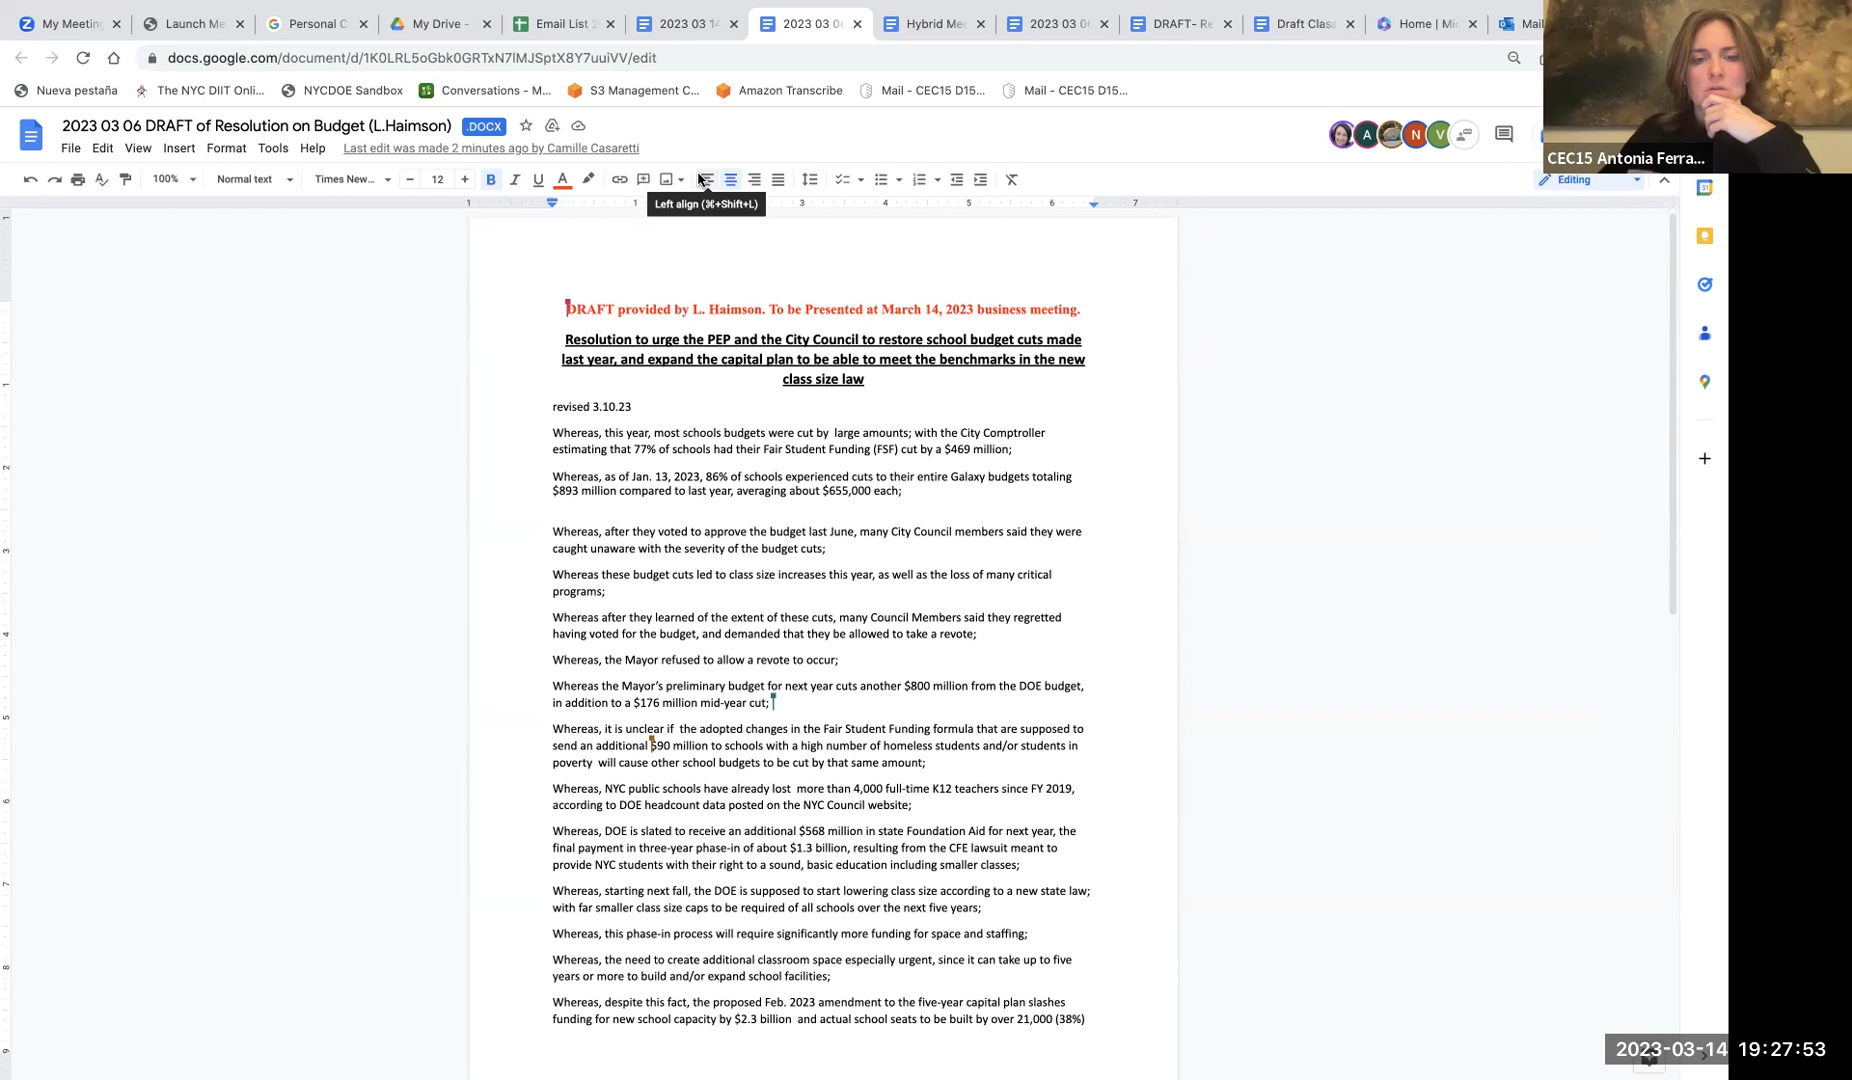 My Meeting
Launch Me
Personal C
My Drive -
Email List 2
2023 03 14
2023 03 06
Hybrid Mee
2023 03 0
DRAFT- Re
Draft Class
Home | Mic
Mail
docs.google.com/document/d/1K0LRL5oGbk0GRTxN7lMJSptX8Y7uuiVV/edit
Nueva pestaña
The NYC DIIT Onli...
NYCDOE Sandbox
Conversations - M...
S3 Management C...
Amazon Transcribe
Mail - CEC15 D15...
Mail - CEC15 D15...
2023 03 06 DRAFT of Resolution on Budget (L.Haimson)
.DOCX
File Edit View Insert Format Tools Help
Last edit was made 2 minutes ago by Camille Casaretti
A N V
CEC15 Antonia Ferra...
100% Normal text Times New... 12 B I U A
Editing
Left align (⌘+Shift+L)
DRAFT provided by L. Haimson. To be Presented at March 14, 2023 business meeting.
Resolution to urge the PEP and the City Council to restore school budget cuts made
last year, and expand the capital plan to be able to meet the benchmarks in the new
class size law
revised 3.10.23
Whereas, this year, most schools budgets were cut by  large amounts; with the City Comptroller
estimating that 77% of schools had their Fair Student Funding (FSF) cut by a $469 million;
Whereas, as of Jan. 13, 2023, 86% of schools experienced cuts to their entire Galaxy budgets totaling
$893 million compared to last year, averaging about $655,000 each;
Whereas, after they voted to approve the budget last June, many City Council members said they were
caught unaware with the severity of the budget cuts;
Whereas these budget cuts led to class size increases this year, as well as the loss of many critical
programs;
Whereas after they learned of the extent of these cuts, many Council Members said they regretted
having voted for the budget, and demanded that they be allowed to take a revote;
Whereas, the Mayor refused to allow a revote to occur;
Whereas the Mayor's preliminary budget for next year cuts another $800 million from the DOE budget,
in addition to a $176 million mid-year cut;
Whereas, it is unclear if  the adopted changes in the Fair Student Funding formula that are supposed to
send an additional $90 million to schools with a high number of homeless students and/or students in
poverty  will cause other school budgets to be cut by that same amount;
Whereas, NYC public schools have already lost  more than 4,000 full-time K12 teachers since FY 2019,
according to DOE headcount data posted on the NYC Council website;
Whereas, DOE is slated to receive an additional $568 million in state Foundation Aid for next year, the
final payment in three-year phase-in of about $1.3 billion, resulting from the CFE lawsuit meant to
provide NYC students with their right to a sound, basic education including smaller classes;
Whereas, starting next fall, the DOE is supposed to start lowering class size according to a new state law;
with far smaller class size caps to be required of all schools over the next five years;
Whereas, this phase-in process will require significantly more funding for space and staffing;
Whereas, the need to create additional classroom space especially urgent, since it can take up to five
years or more to build and/or expand school facilities;
Whereas, despite this fact, the proposed Feb. 2023 amendment to the five-year capital plan slashes
funding for new school capacity by $2.3 billion  and actual school seats to be built by over 21,000 (38%)
2023-03-14 19:27:53